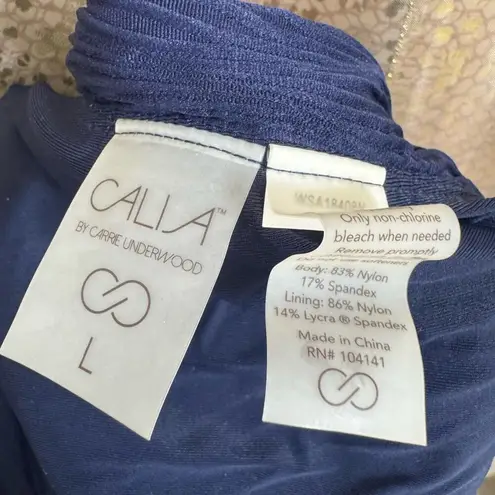 CALIA™
BY CARRIE UNDERWOOD
L
Only non-chlorine
bleach when needed
Remove promptly
Body: 83% Nylon
17% Spandex
Lining: 86% Nylon
14% Lycra ® Spandex
Made in China
RN# 104141